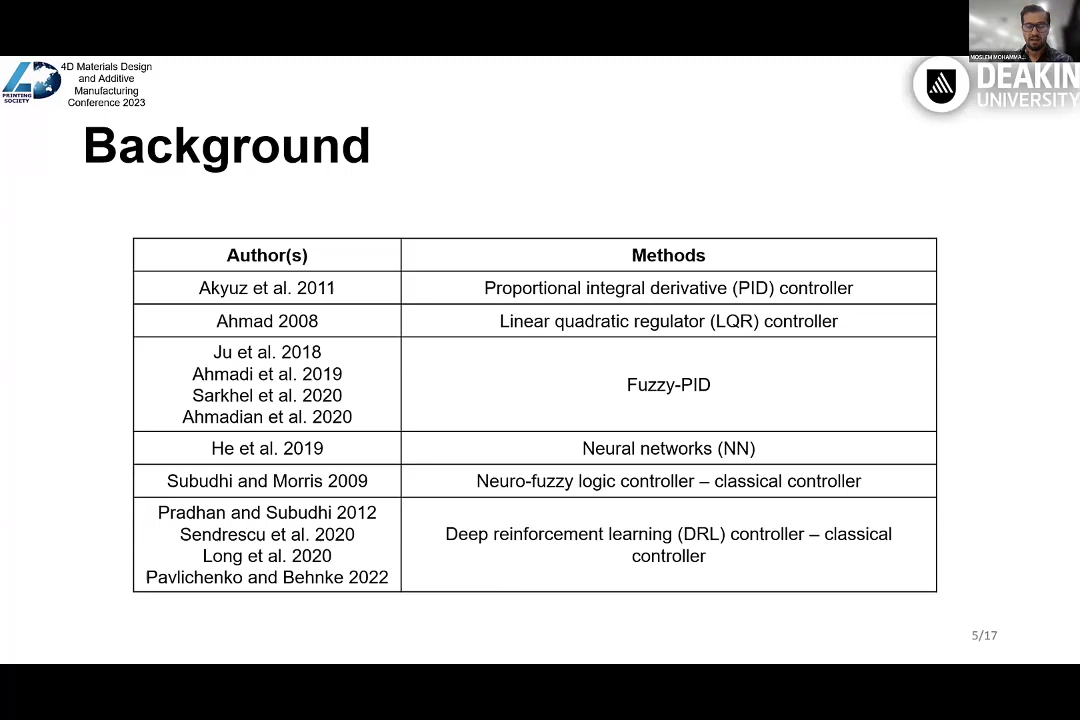 MOSLEM MOHAMMA...
4D Materials Design
and Additive
Manufacturing
Conference 2023
PRINTING
SOCIETY
DEAKIN
UNIVERSITY
Background
Author(s) Methods
Akyuz et al. 2011 Proportional integral derivative (PID) controller
Ahmad 2008 Linear quadratic regulator (LQR) controller
Ju et al. 2018
Ahmadi et al. 2019
Sarkhel et al. 2020
Ahmadian et al. 2020
Fuzzy-PID
He et al. 2019 Neural networks (NN)
Subudhi and Morris 2009 Neuro-fuzzy logic controller – classical controller
Pradhan and Subudhi 2012
Sendrescu et al. 2020
Long et al. 2020
Pavlichenko and Behnke 2022
Deep reinforcement learning (DRL) controller – classical
controller
5/17